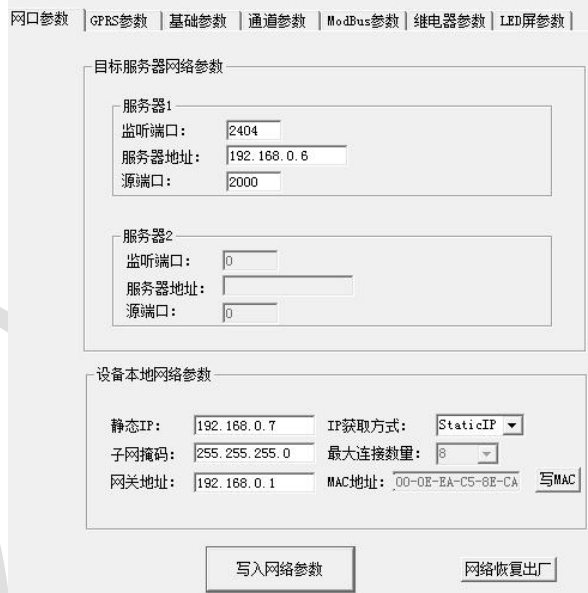 网口参数 GPRS参数 基础参数 通道参数 ModBus参数 继电器参数 LED屏参数
目标服务器网络参数
服务器1
监听端口： 2404
服务器地址： 192.168.0.6
源端口： 2000
服务器2
监听端口： 0
服务器地址：
源端口： 0
设备本地网络参数
静态IP： 192.168.0.7 IP获取方式： StaticIP
子网掩码： 255.255.255.0 最大连接数量： 8
网关地址： 192.168.0.1 MAC地址： 00-0E-EA-C5-8E-CA 写MAC
写入网络参数 网络恢复出厂